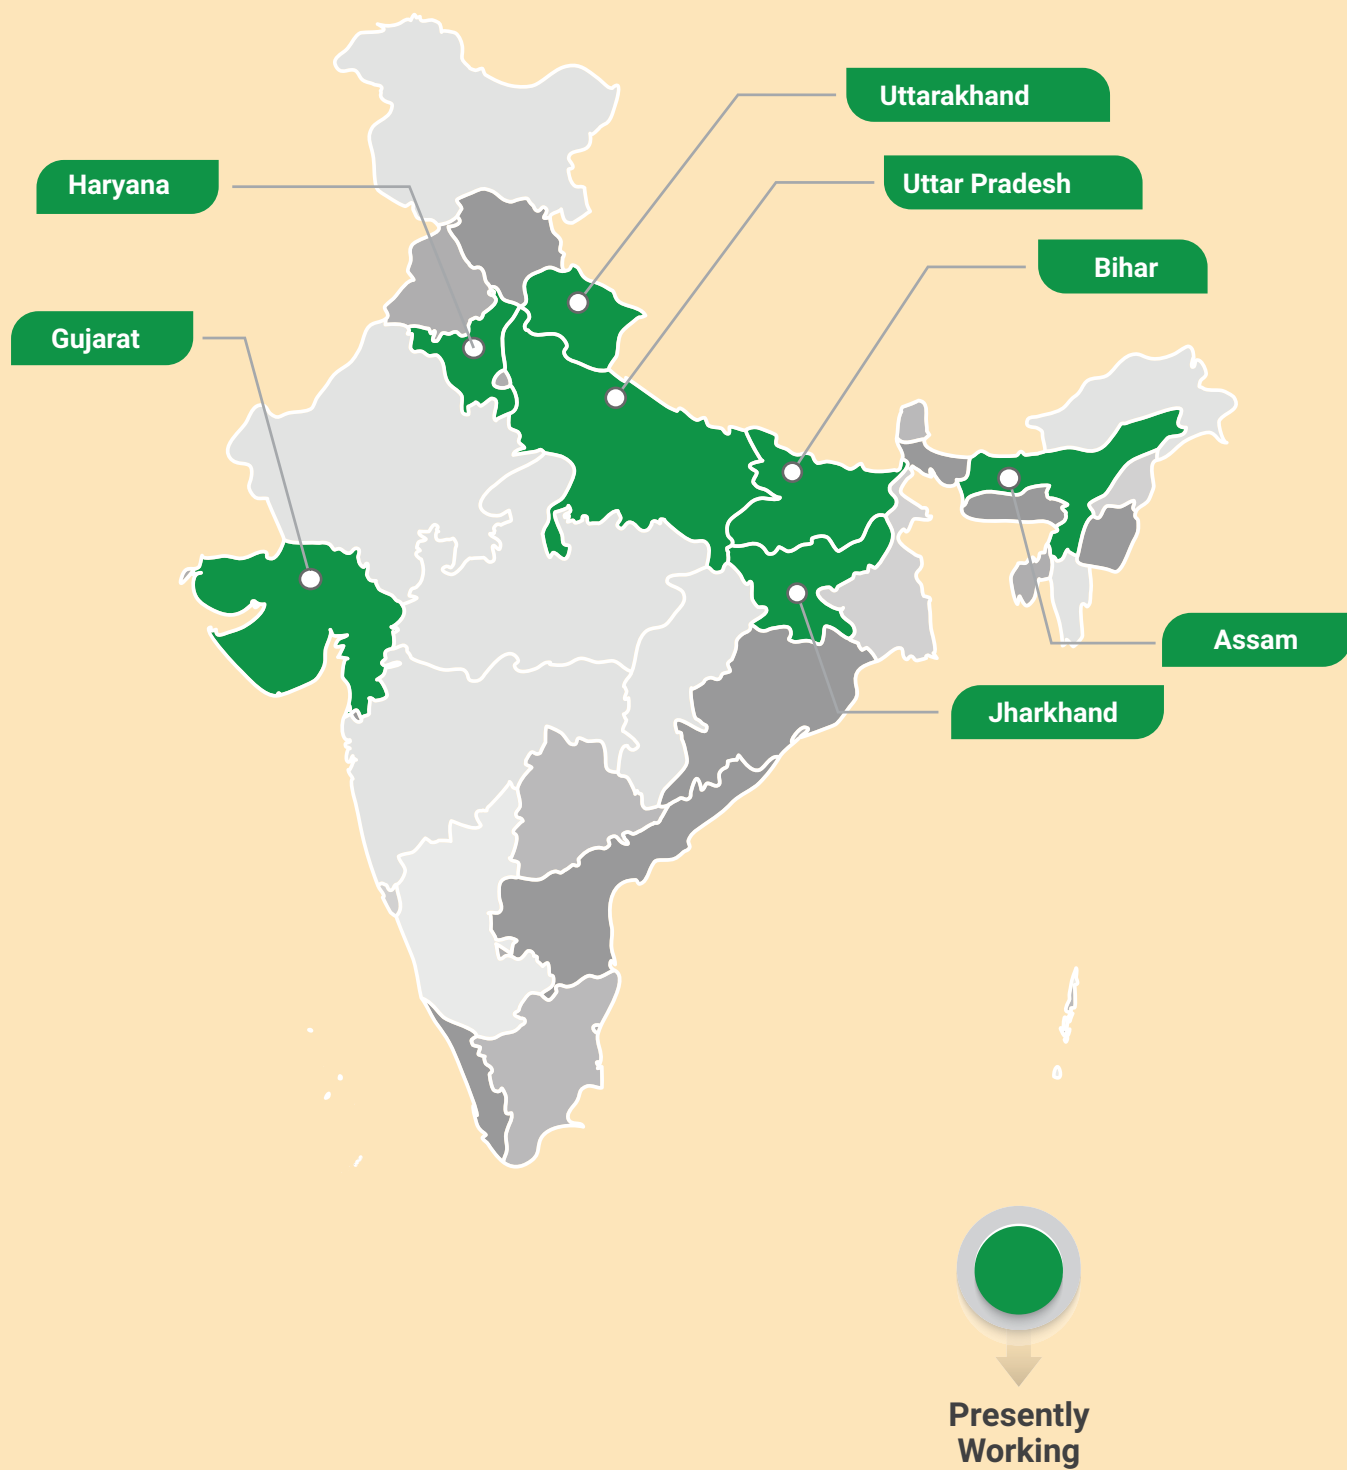 Uttarakhand
Haryana
Uttar Pradesh
Bihar
Gujarat
Assam
Jharkhand
Presently
Working